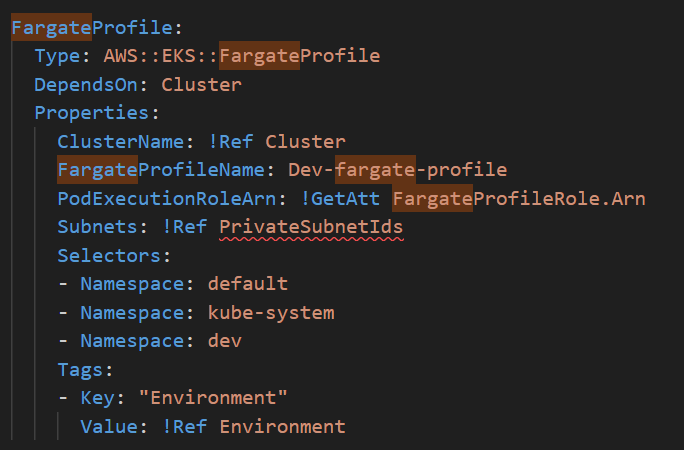 FargateProfile:
Type: AWS::EKS::FargateProfile
DependsOn: Cluster
Properties:
ClusterName: !Ref Cluster
FargateProfileName: Dev-fargate-profile
PodExecutionRoleArn: !GetAtt FargateProfileRole.Arn
Subnets: !Ref PrivateSubnetIds
Selectors:
- Namespace: default
- Namespace: kube-system
- Namespace: dev
Tags:
- Key: "Environment"
Value: !Ref Environment